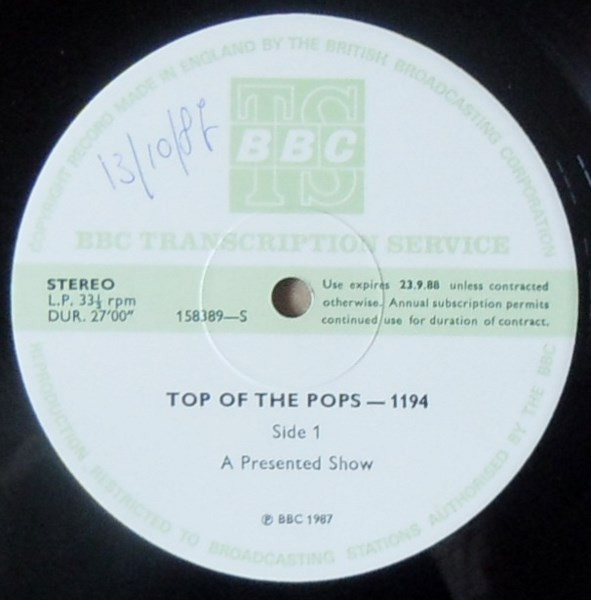 COPYRIGHT RECORD MADE IN ENGLAND BY THE BRITISH BROADCASTING CORPORATION
TS
BBC
13/10/87
BBC TRANSCRIPTION SERVICE
STEREO
L.P. 33⅓ rpm
DUR. 27'00"
158389—S
Use expires 23.9.88 unless contracted
otherwise. Annual subscription permits
continued use for duration of contract.
TOP OF THE POPS — 1194
Side 1
A Presented Show
℗ BBC 1987
REPRODUCTION RESTRICTED TO BROADCASTING STATIONS AUTHORISED BY THE BBC